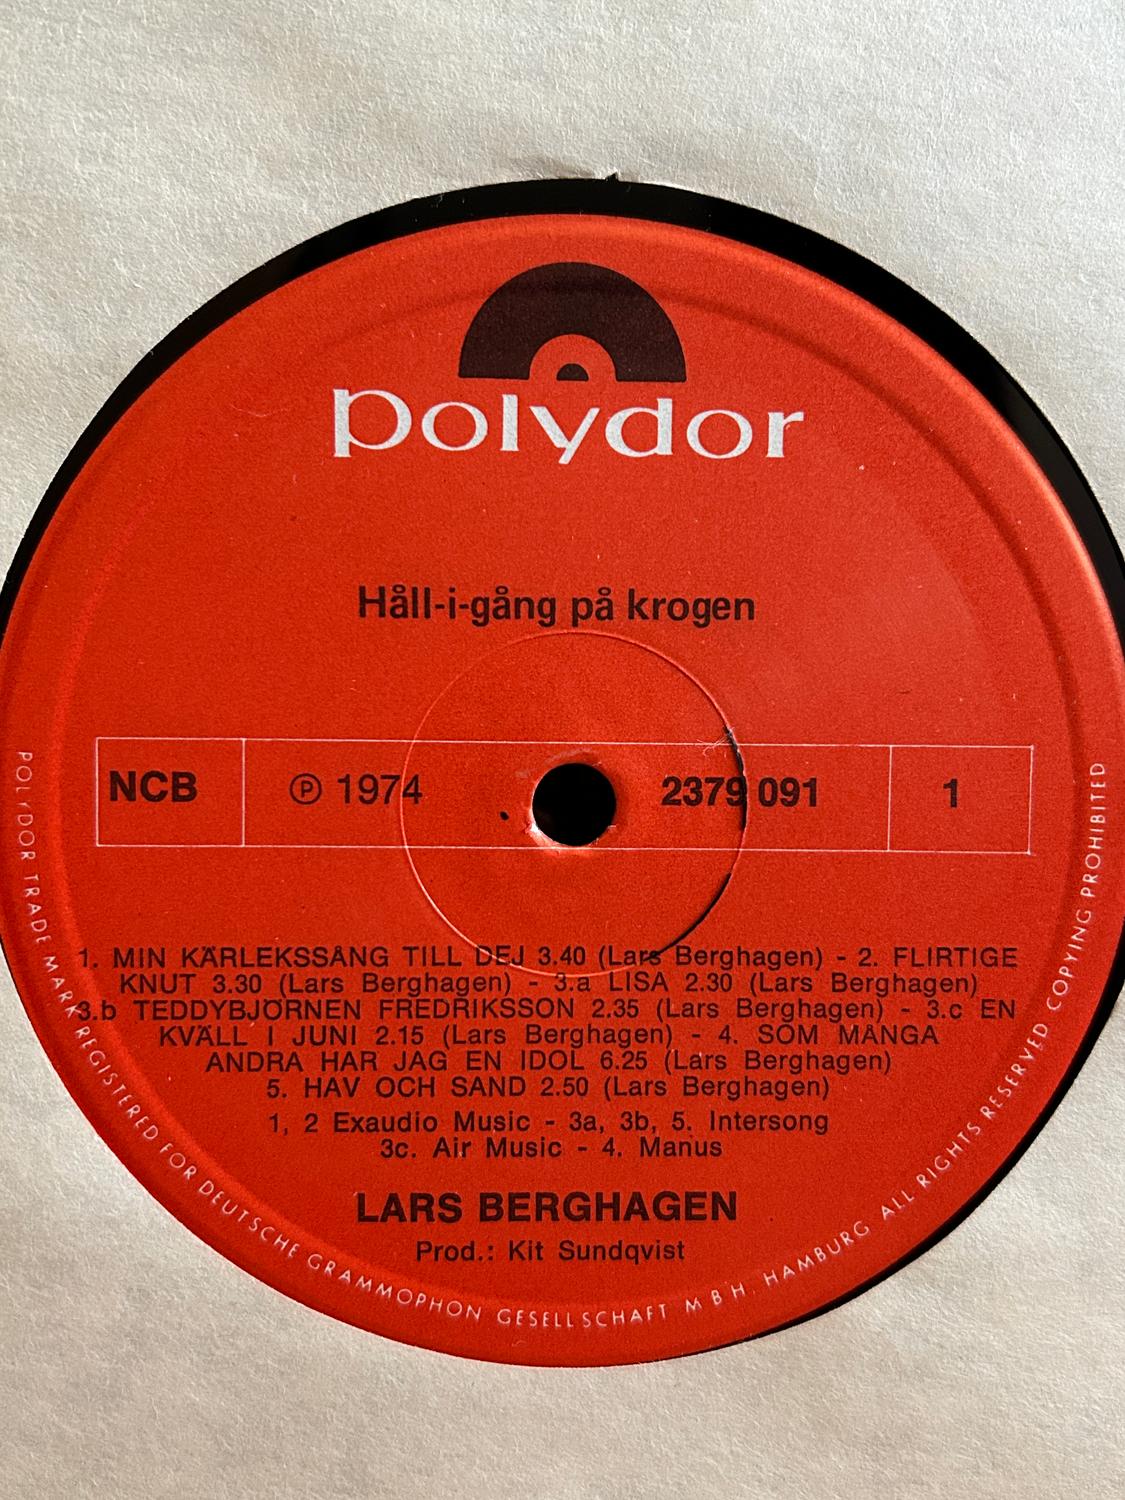 polydor
Håll-i-gång på krogen
NCB ℗ 1974 2379 091 1
1. MIN KÄRLEKSSÅNG TILL DEJ 3.40 (Lars Berghagen) - 2. FLIRTIGE
KNUT 3.30 (Lars Berghagen) - 3.a LISA 2.30 (Lars Berghagen)
3.b TEDDYBJÖRNEN FREDRIKSSON 2.35 (Lars Berghagen) - 3.c EN
KVÄLL I JUNI 2.15 (Lars Berghagen) - 4. SOM MÅNGA
ANDRA HAR JAG EN IDOL 6.25 (Lars Berghagen)
5. HAV OCH SAND 2.50 (Lars Berghagen)
1, 2 Exaudio Music - 3a, 3b, 5. Intersong
3c. Air Music - 4. Manus
LARS BERGHAGEN
Prod.: Kit Sundqvist
POLYDOR TRADE MARK REGISTERED FOR DEUTSCHE GRAMMOPHON GESELLSCHAFT M B H. HAMBURG ALL RIGHTS RESERVED COPYING PROHIBITED